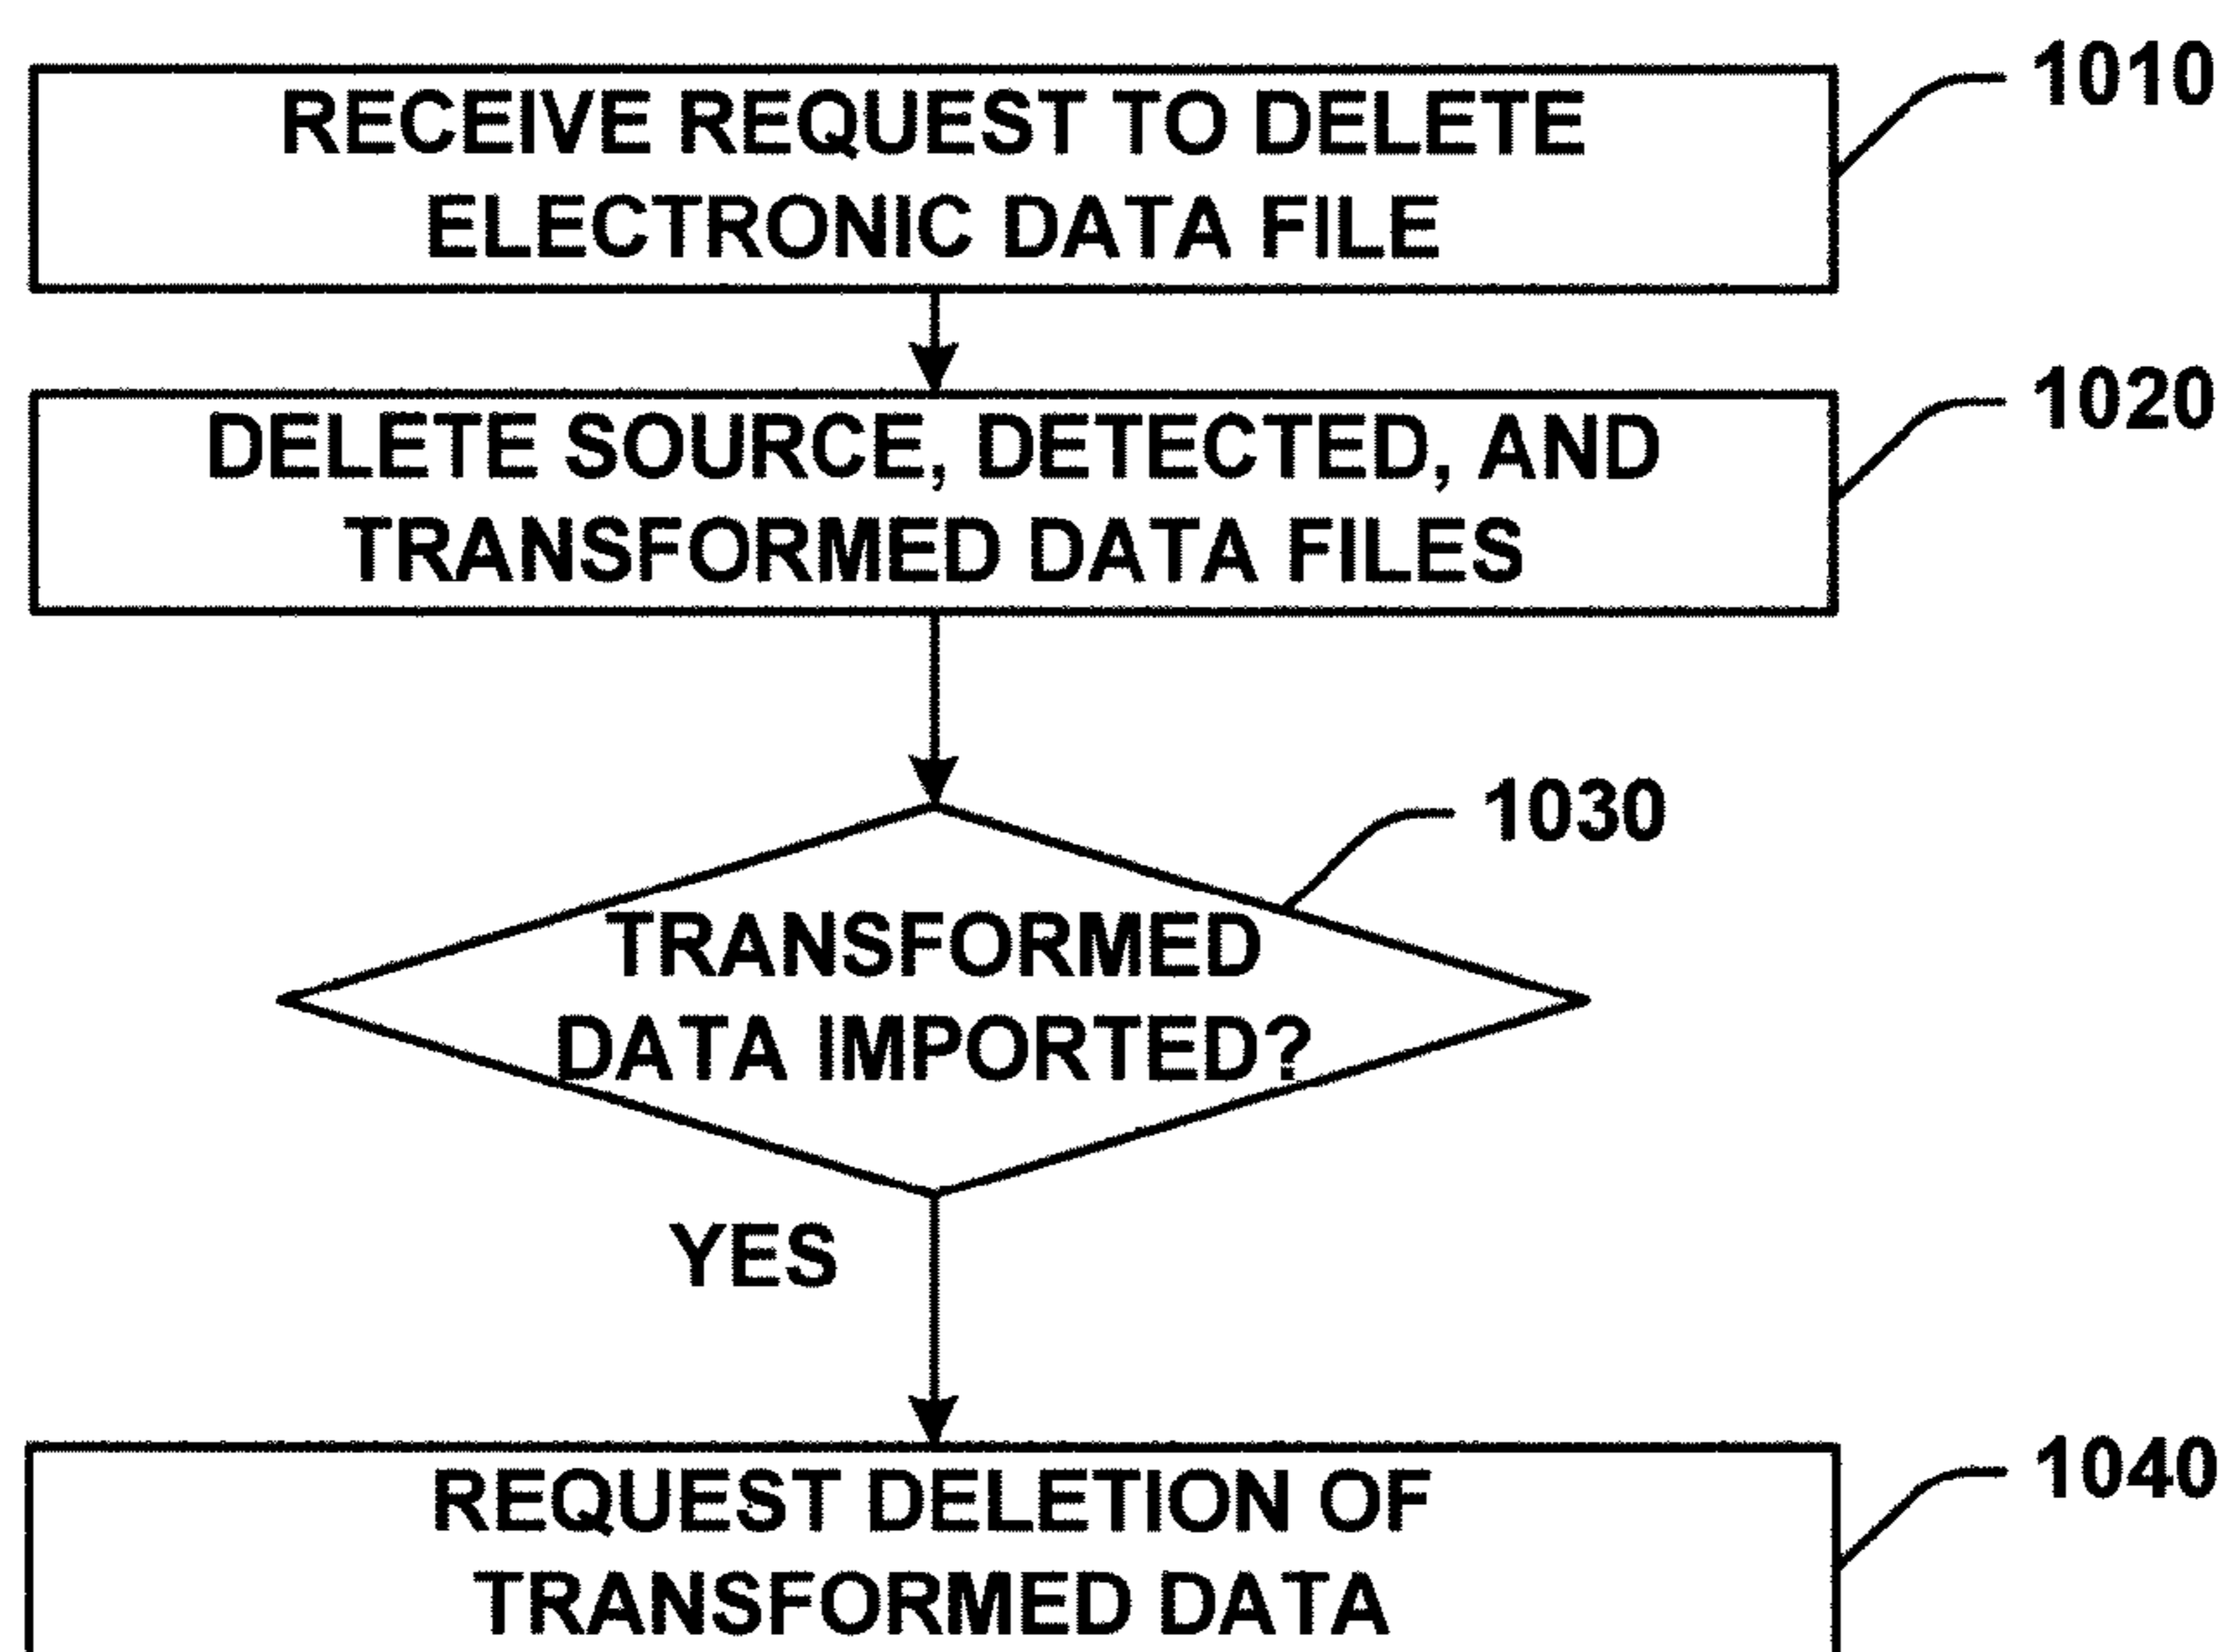 RECEIVE REQUEST TO DELETE
ELECTRONIC DATA FILE
1010
DELETE SOURCE, DETECTED, AND
TRANSFORMED DATA FILES
1020
1030
TRANSFORMED
DATA IMPORTED?
YES
REQUEST DELETION OF
TRANSFORMED DATA
1040